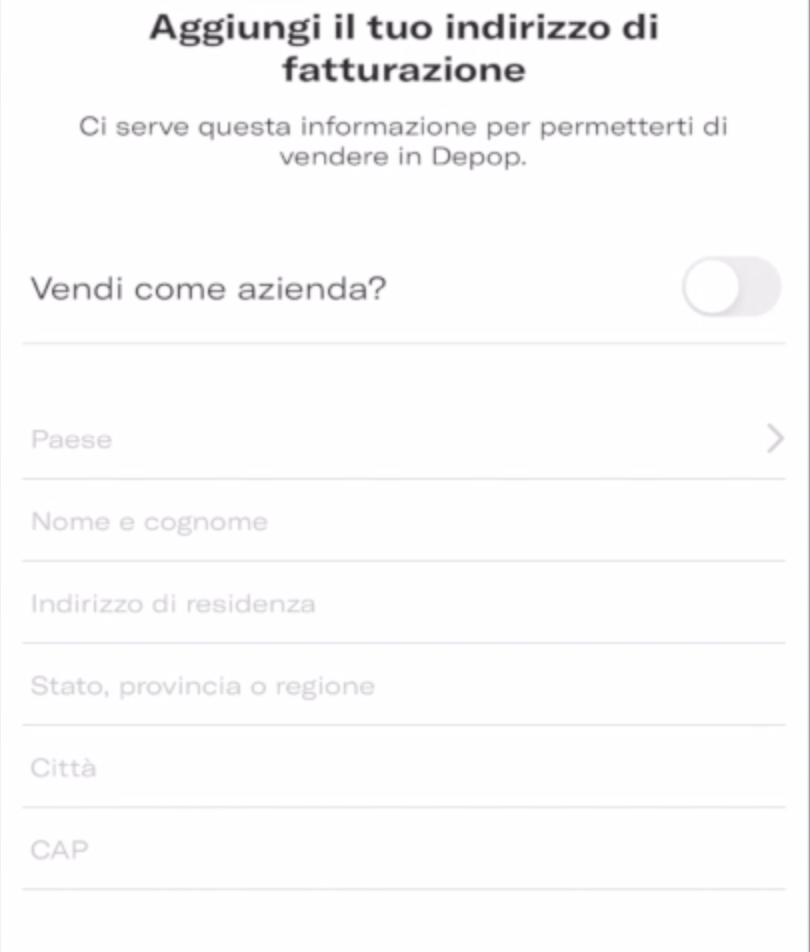 Aggiungi il tuo indirizzo di
fatturazione
Ci serve questa informazione per permetterti di
vendere in Depop.
Vendi come azienda?
Paese
Nome e cognome
Indirizzo di residenza
Stato, provincia o regione
Città
CAP